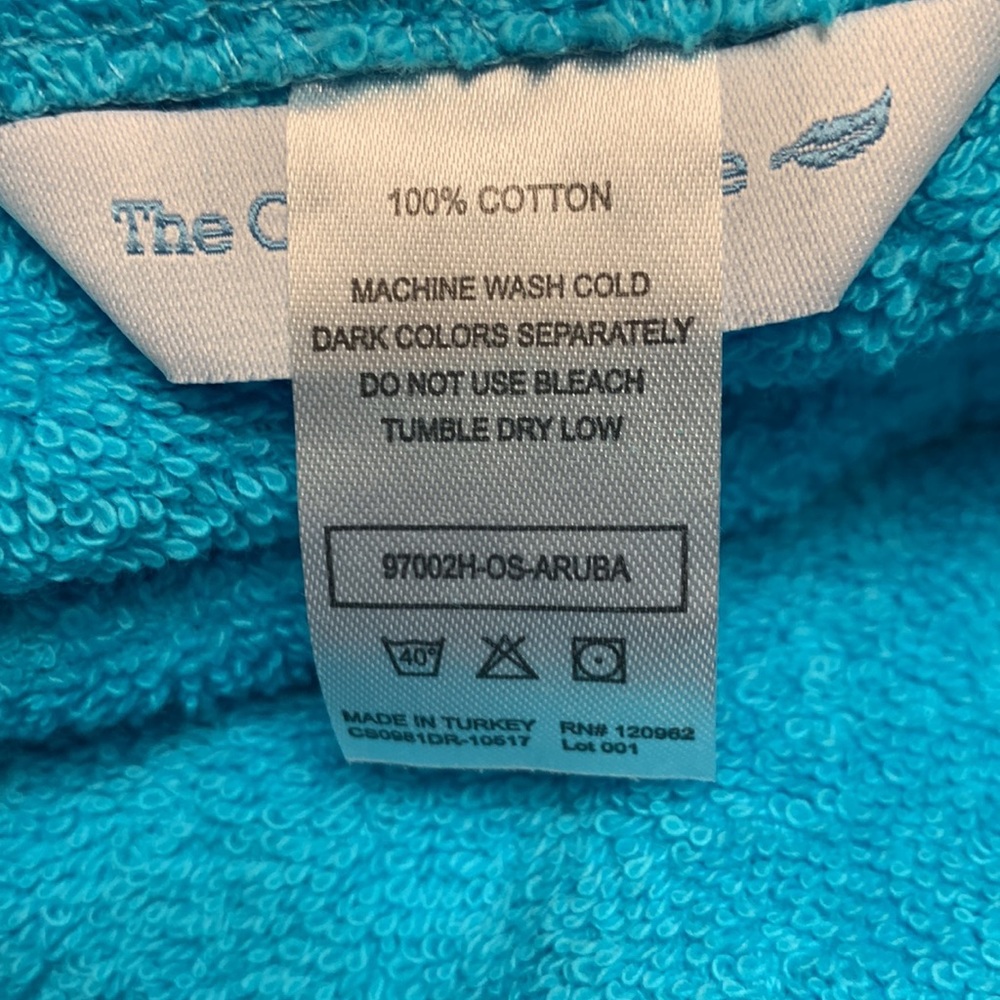 The C e
100% COTTON
MACHINE WASH COLD
DARK COLORS SEPARATELY
DO NOT USE BLEACH
TUMBLE DRY LOW
97002H-OS-ARUBA
40°
MADE IN TURKEY RN# 120962
CS0981DR-10517 Lot 001